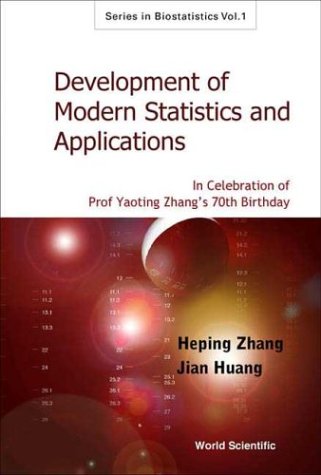 Series in Biostatistics Vol.1
Development of
Modern Statistics and
Applications
In Celebration of
Prof Yaoting Zhang's 70th Birthday
Heping Zhang
Jian Huang
World Scientific